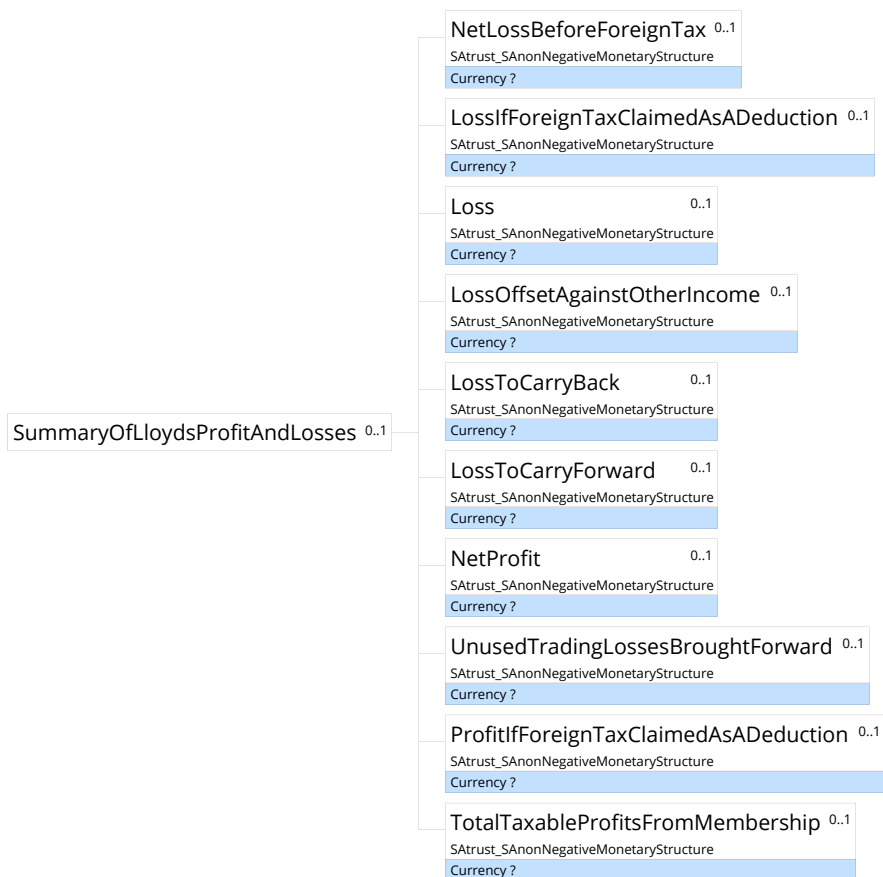 NetLossBeforeForeignTax 0..1
SAtrust_SAnonNegativeMonetaryStructure
Currency ?
LossIfForeignTaxClaimedAsADeduction 0..1
SAtrust_SAnonNegativeMonetaryStructure
Currency ?
Loss 0..1
SAtrust_SAnonNegativeMonetaryStructure
Currency ?
LossOffsetAgainstOtherIncome 0..1
SAtrust_SAnonNegativeMonetaryStructure
Currency ?
LossToCarryBack 0..1
SAtrust_SAnonNegativeMonetaryStructure
Currency ?
SummaryOfLloydsProfitAndLosses 0..1
LossToCarryForward 0..1
SAtrust_SAnonNegativeMonetaryStructure
Currency ?
NetProfit 0..1
SAtrust_SAnonNegativeMonetaryStructure
Currency ?
UnusedTradingLossesBroughtForward 0..1
SAtrust_SAnonNegativeMonetaryStructure
Currency ?
ProfitIfForeignTaxClaimedAsADeduction 0..1
SAtrust_SAnonNegativeMonetaryStructure
Currency ?
TotalTaxableProfitsFromMembership 0..1
SAtrust_SAnonNegativeMonetaryStructure
Currency ?